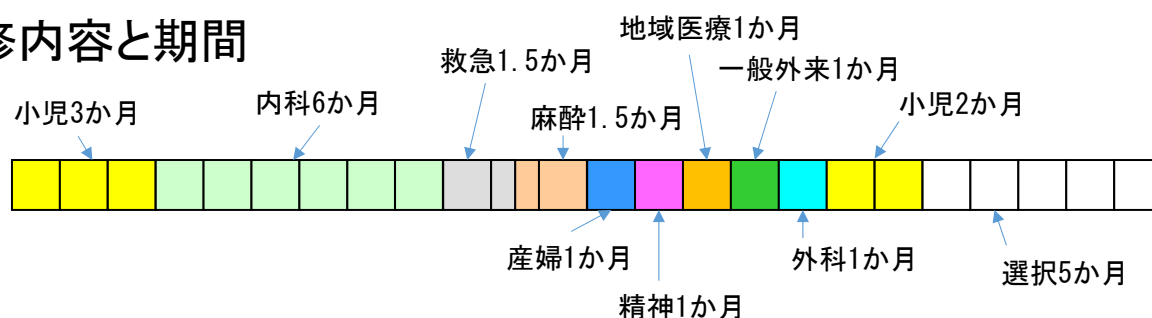 修内容と期間
地域医療1か月
救急1.5か月
一般外来1か月
小児3か月
内科6か月
麻酔1.5か月
小児2か月
産婦1か月
外科1か月
選択5か月
精神1か月